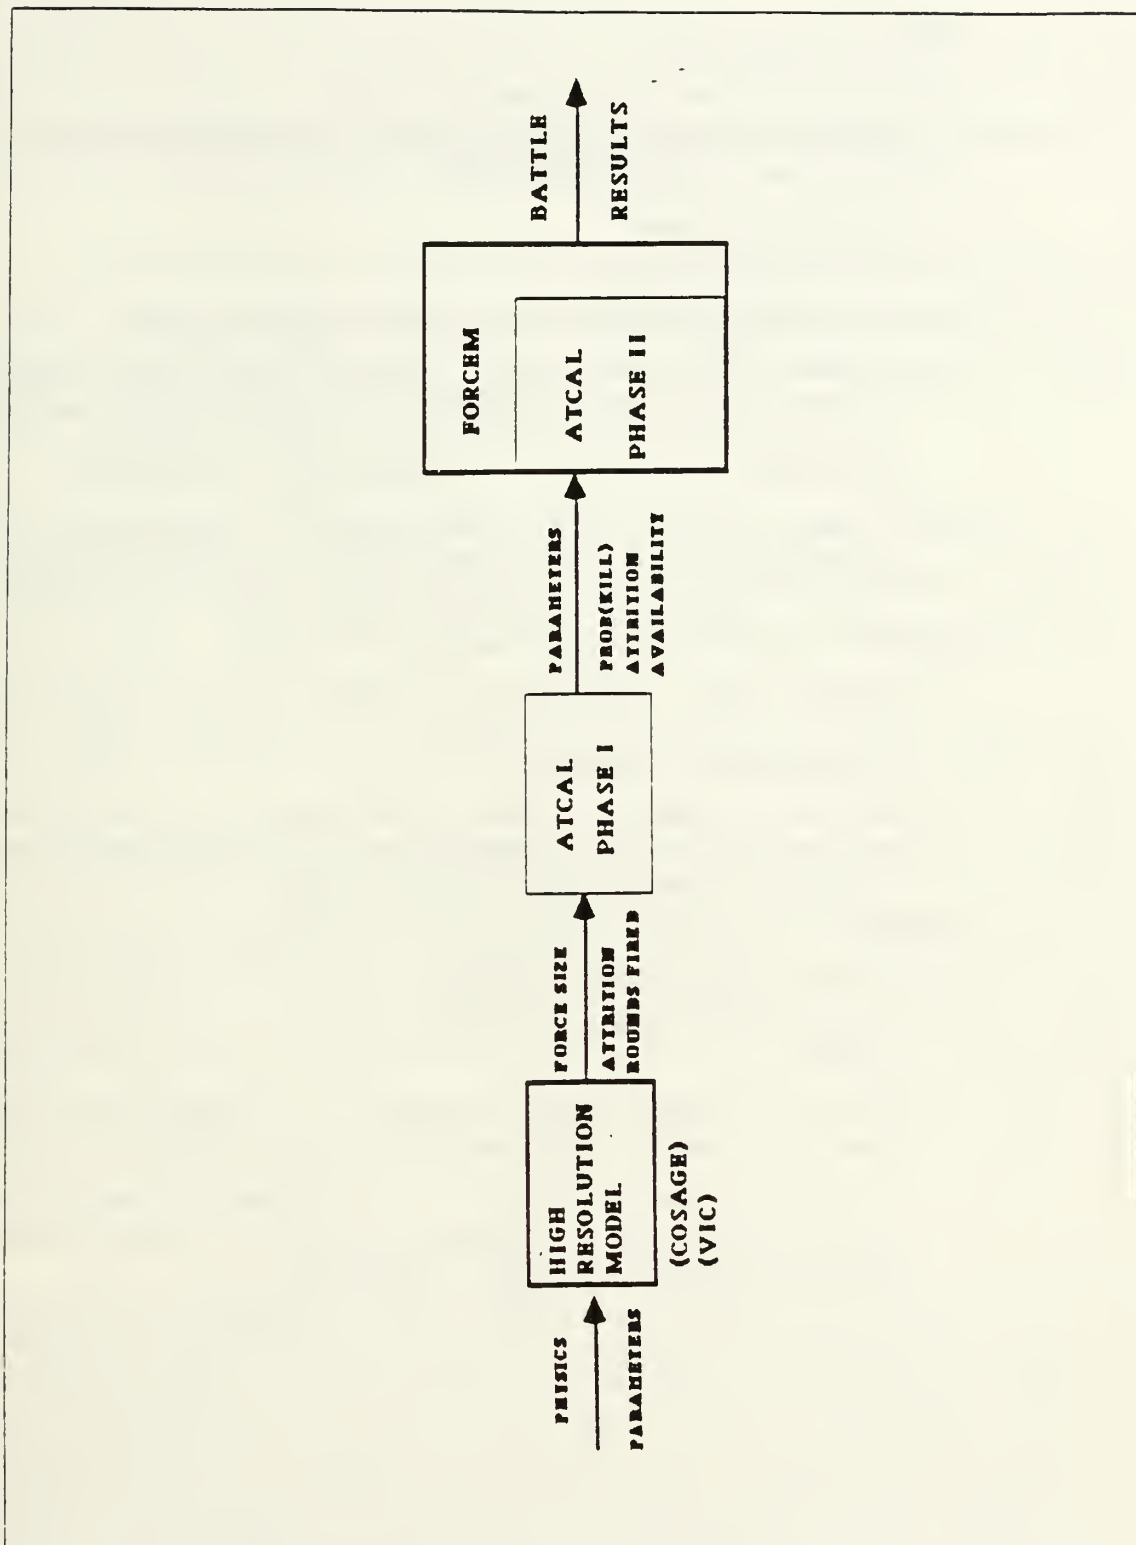 PHYSICS
PARAMETERS
HIGH
RESOLUTION
MODEL
(COSAGE)
(VIC)
FORCE SIZE
ATTRITION
ROUNDS FIRED
ATCAL
PHASE I
PARAMETERS
PROB(KILL)
ATTRITION
AVAILABILITY
FORCEM
ATCAL
PHASE II
BATTLE
RESULTS